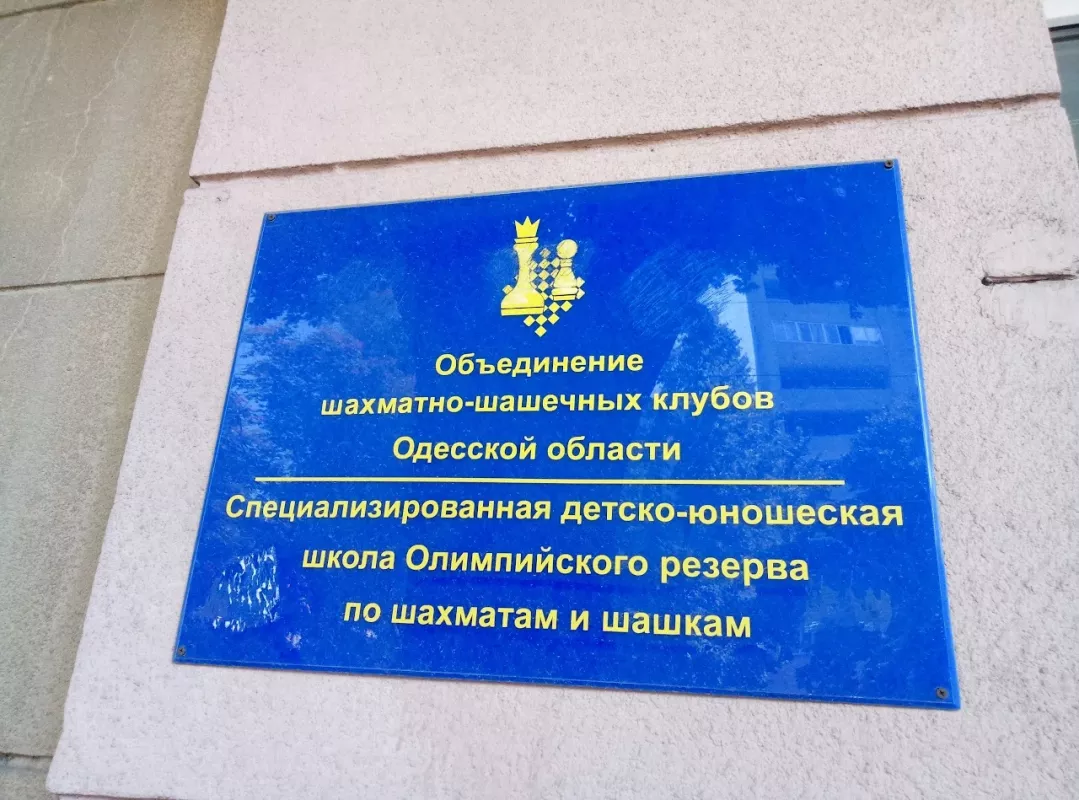 Объединение
шахматно-шашечных клубов
Одесской области
Специализированная детско-юношеская
школа Олимпийского резерва
по шахматам и шашкам